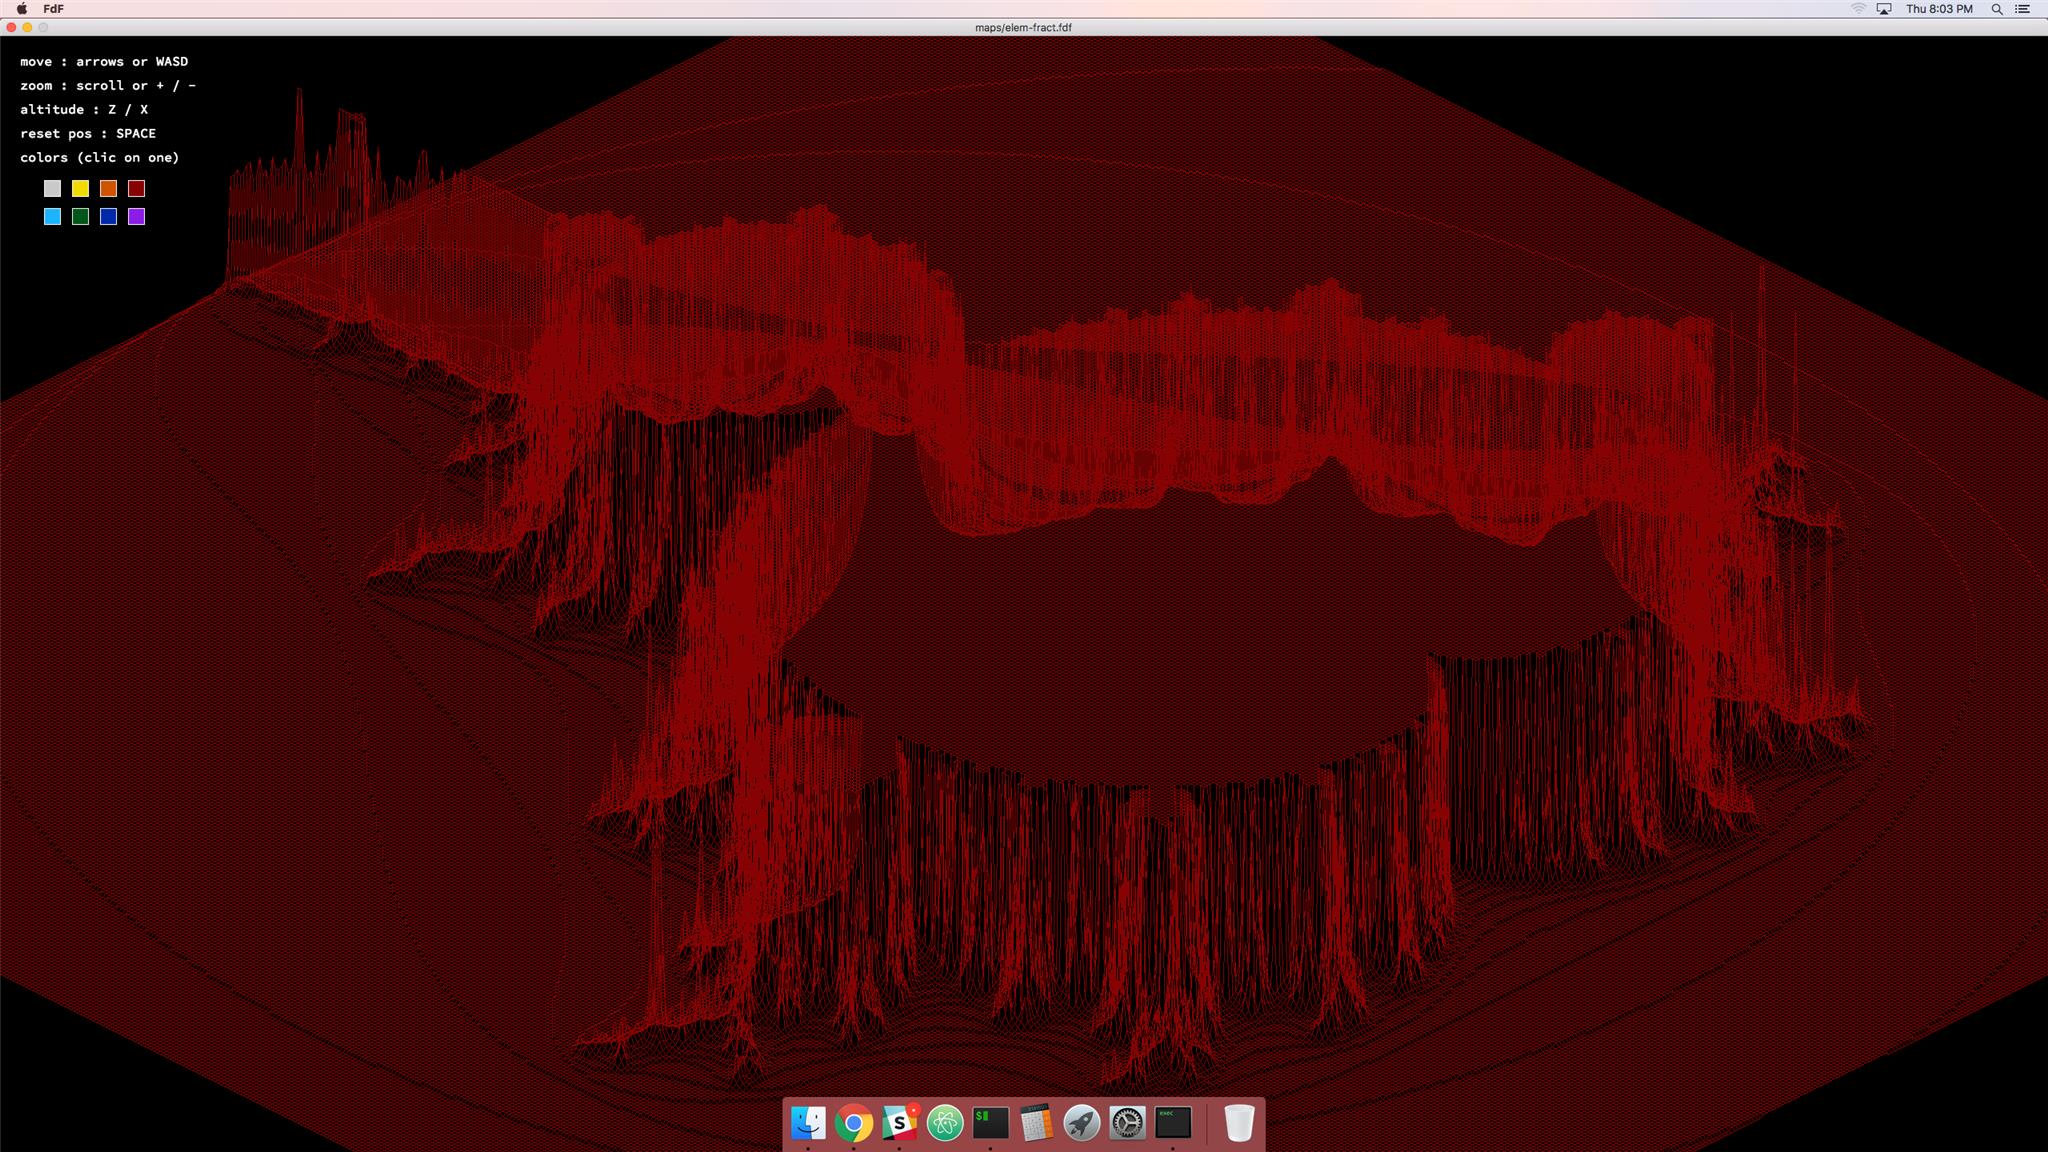 FdF
Thu 8:03 PM
maps/elem-fract.fdf
move : arrows or WASD
zoom : scroll or + / -
altitude : Z / X
reset pos : SPACE
colors (clic on one)
S
$
exec